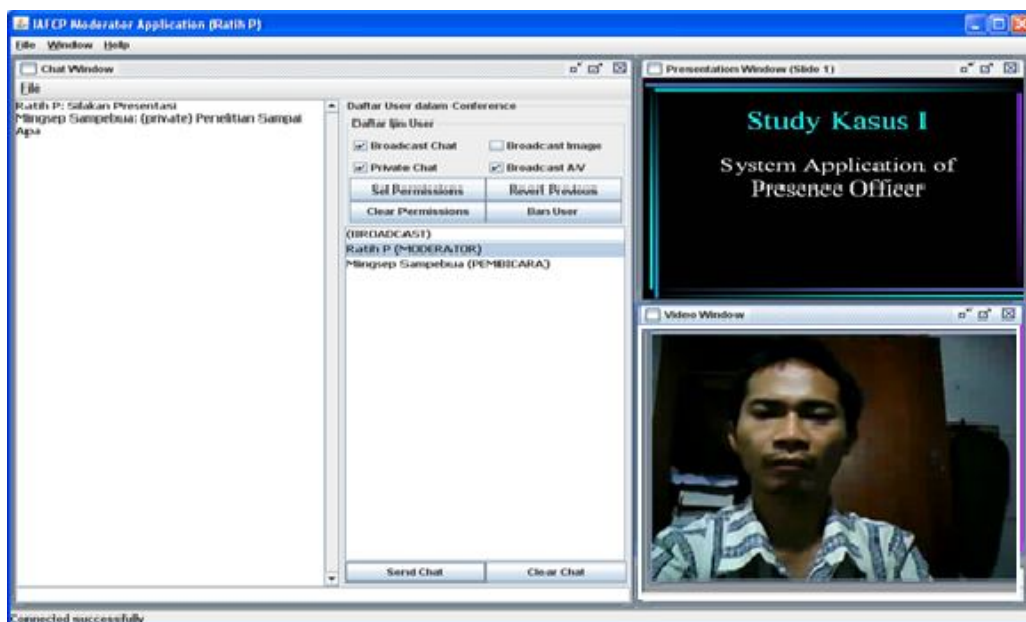 IAFCP Moderator Application (Ratih P)
File Window Help
Chat Window
File
Ratih P: Silakan Presentasi
Mingsep Sampebua: (private) Penelitian Sampai
Apa
Daftar User dalam Conference
Daftar Ijin User
Broadcast Chat
Broadcast Image
Private Chat
Broadcast A/V
Set Permissions
Revert Previous
Clear Permissions
Ban User
(BROADCAST)
Ratih P (MODERATOR)
Mingsep Sampebua (PEMBICARA)
Send Chat
Clear Chat
Presentation Window (Slide 1)
Study Kasus I
System Application of
Presence Officer
Video Window
Connected successfully